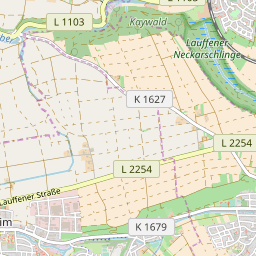 L 1103
Kaywald
Lauffener
Neckarschlinge
K 1627
L 2254
L 2254
Lauffener Straße
K 1679